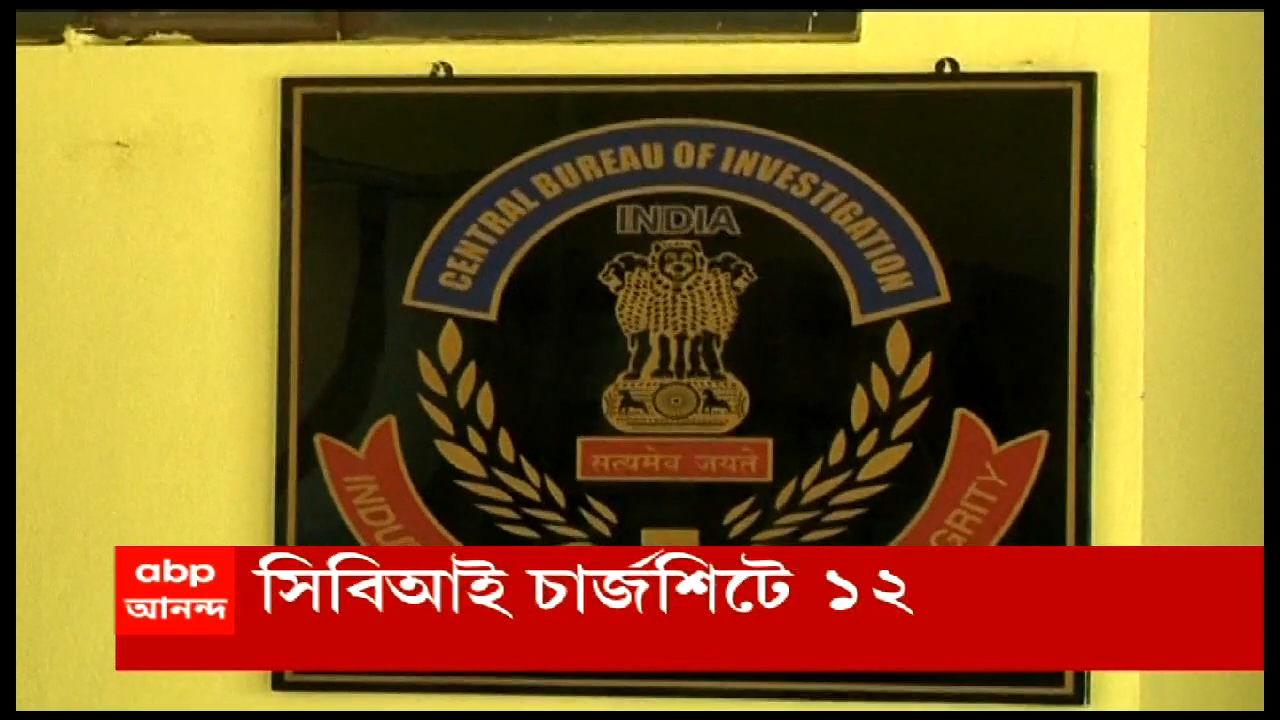 CENTRAL BUREAU OF INVESTIGATION
INDIA
सत्यमेव जयते
abp
আনন্দ
সিবিআই চার্জশিটে ১২